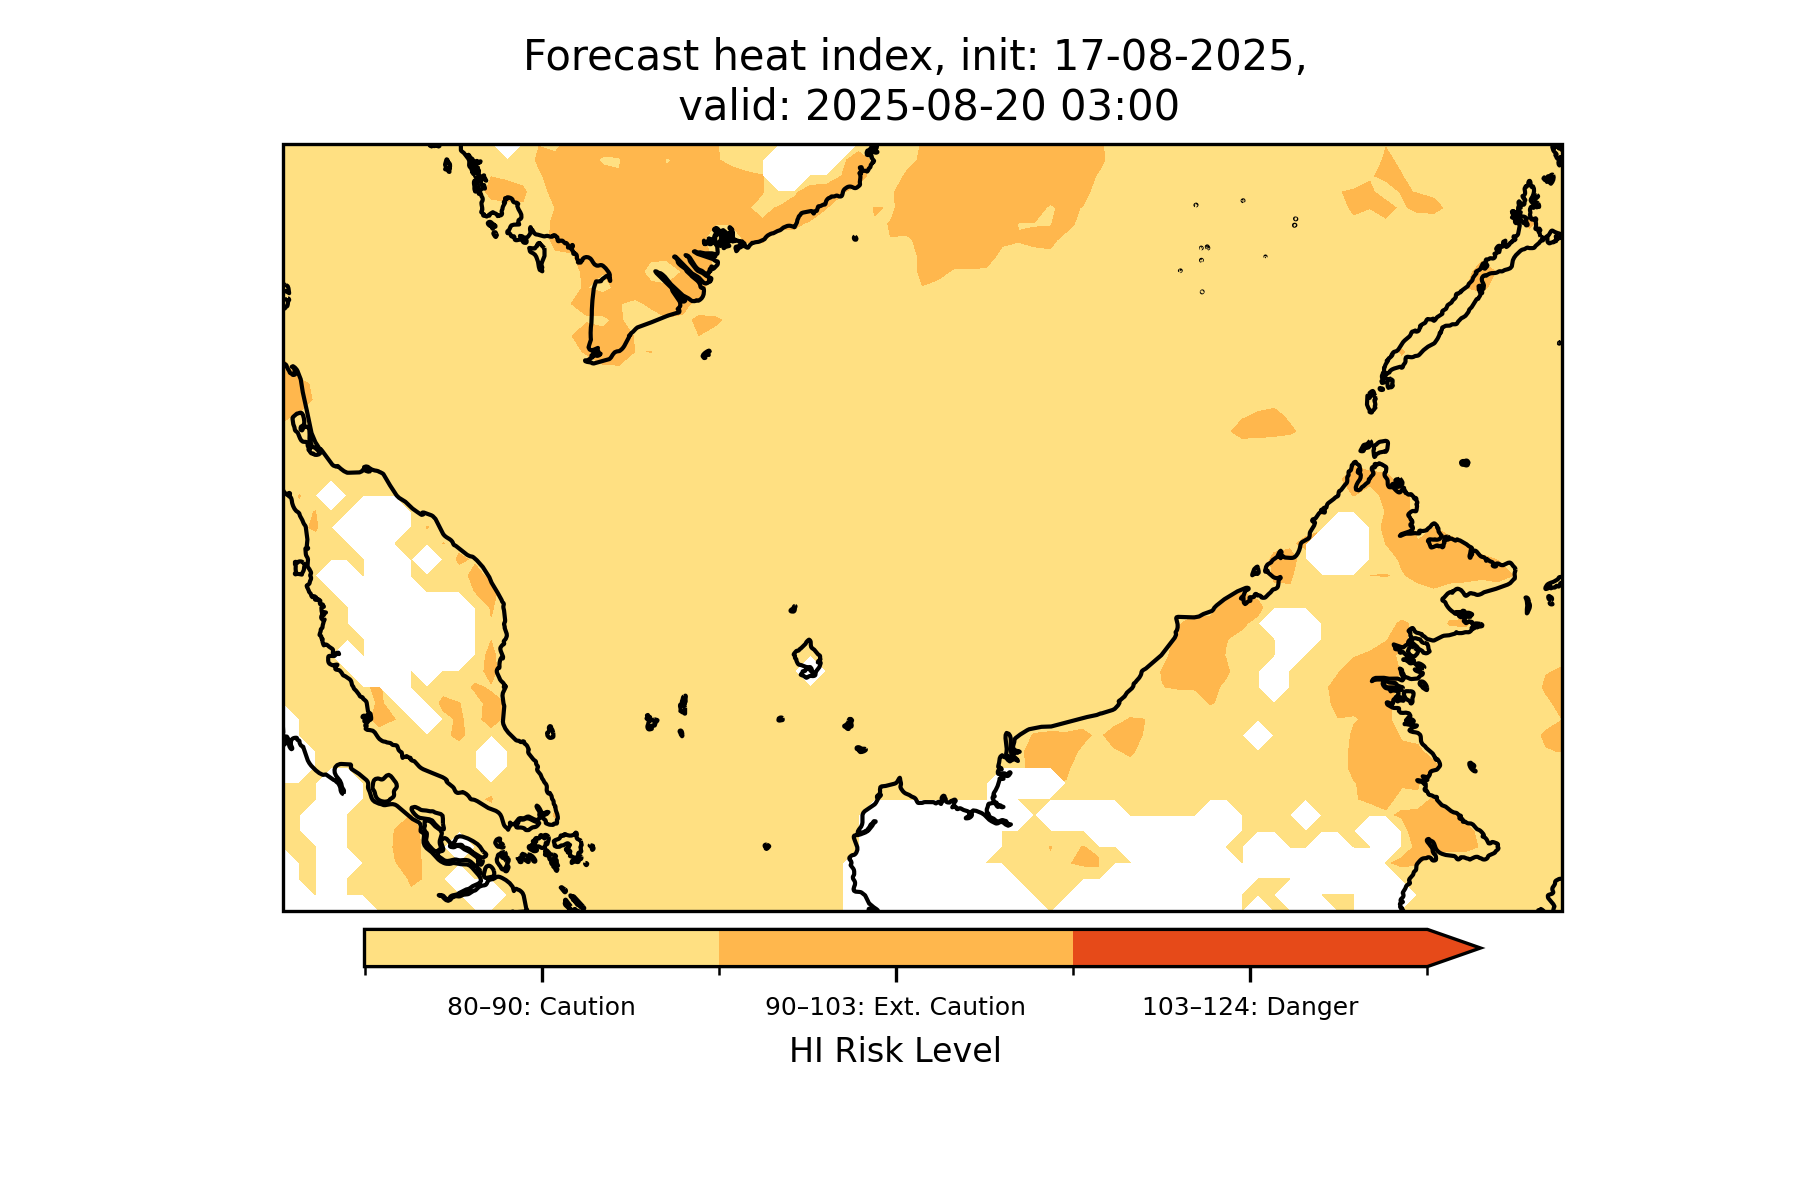 Forecast heat index, init: 17-08-2025,
valid: 2025-08-20 03:00
80–90: Caution
90–103: Ext. Caution
103–124: Danger
HI Risk Level